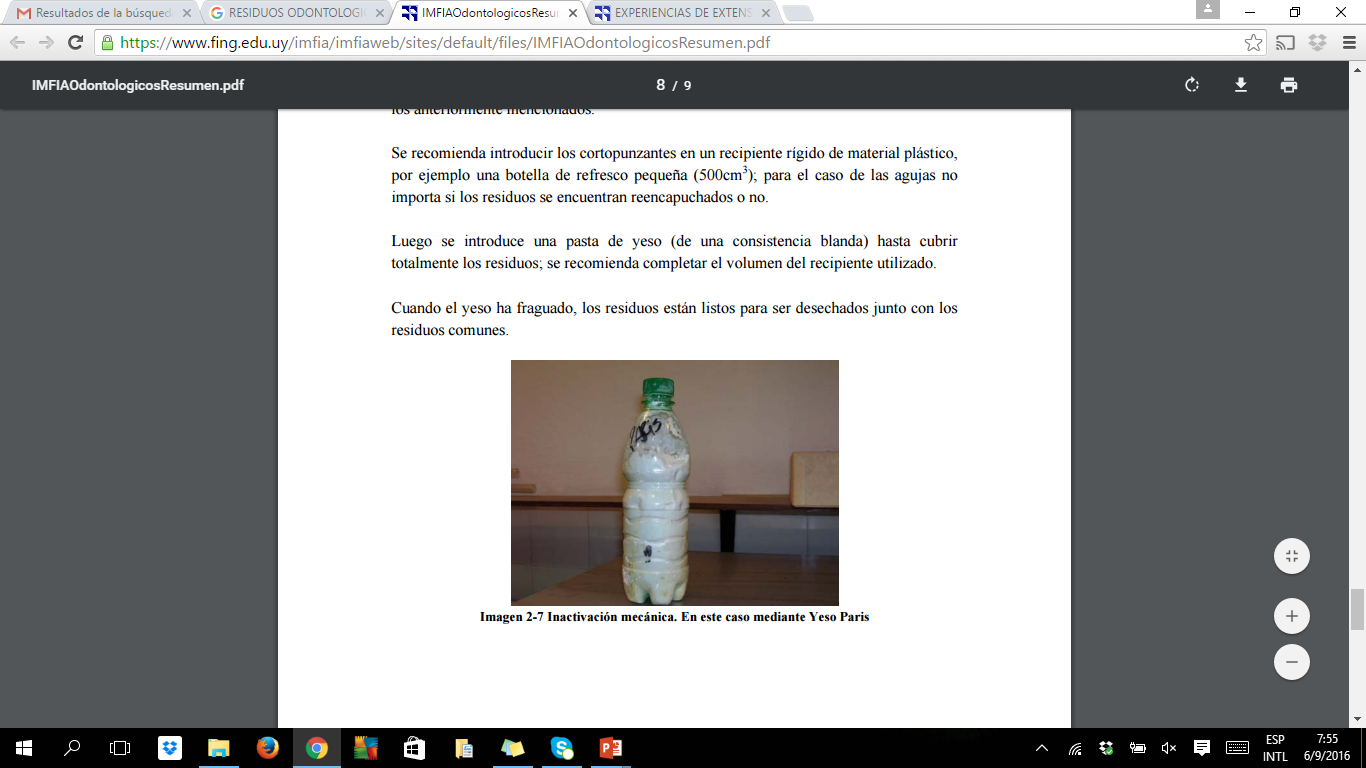 Resultados de la búsqued
RESIDUOS ODONTOLOGIC
IMFIAOdontologicosResur
EXPERIENCIAS DE EXTENS
https://www.fing.edu.uy/imfia/imfiaweb/sites/default/files/IMFIAOdontologicosResumen.pdf
IMFIAOdontologicosResumen.pdf
8 / 9
los anteriormente mencionados.
Se recomienda introducir los cortopunzantes en un recipiente rígido de material plástico,
por ejemplo una botella de refresco pequeña (500cm³); para el caso de las agujas no
importa si los residuos se encuentran reencapuchados o no.
Luego se introduce una pasta de yeso (de una consistencia blanda) hasta cubrir
totalmente los residuos; se recomienda completar el volumen del recipiente utilizado.
Cuando el yeso ha fraguado, los residuos están listos para ser desechados junto con los
residuos comunes.
Imagen 2-7 Inactivación mecánica. En este caso mediante Yeso Paris
ESP
INTL
7:55
6/9/2016